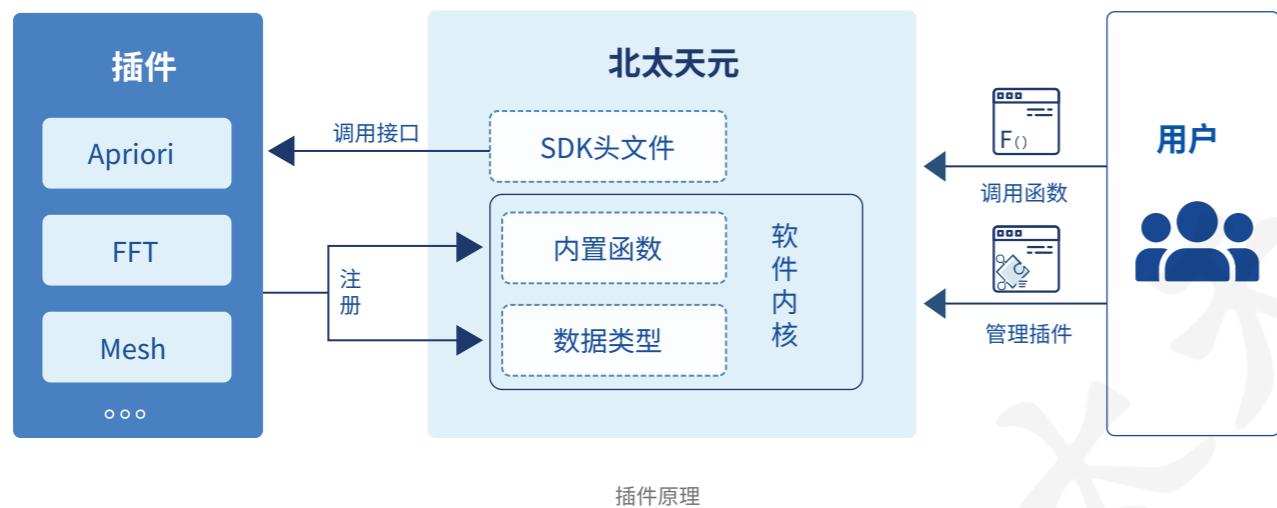 插件
Apriori
FFT
Mesh
调用接口
注
册
北太天元
SDK头文件
内置函数
数据类型
软
件
内
核
F()
调用函数
管理插件
用户
插件原理